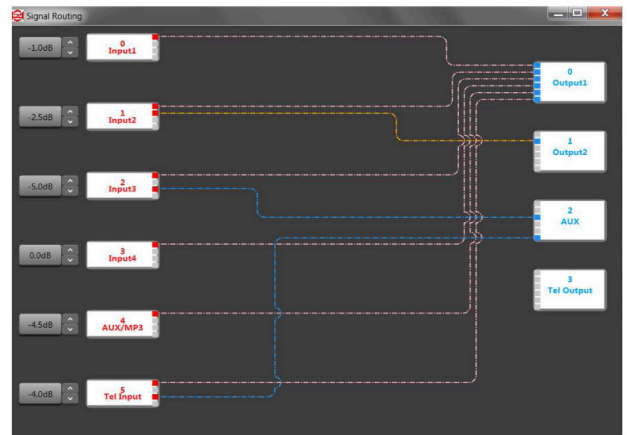 Signal Routing
-1.0dB
0
Input1
0
Output1
-2.5dB
1
Input2
1
Output2
-5.0dB
2
Input3
2
AUX
0.0dB
3
Input4
3
Tel Output
-4.5dB
4
AUX/MP3
-4.0dB
5
Tel Input